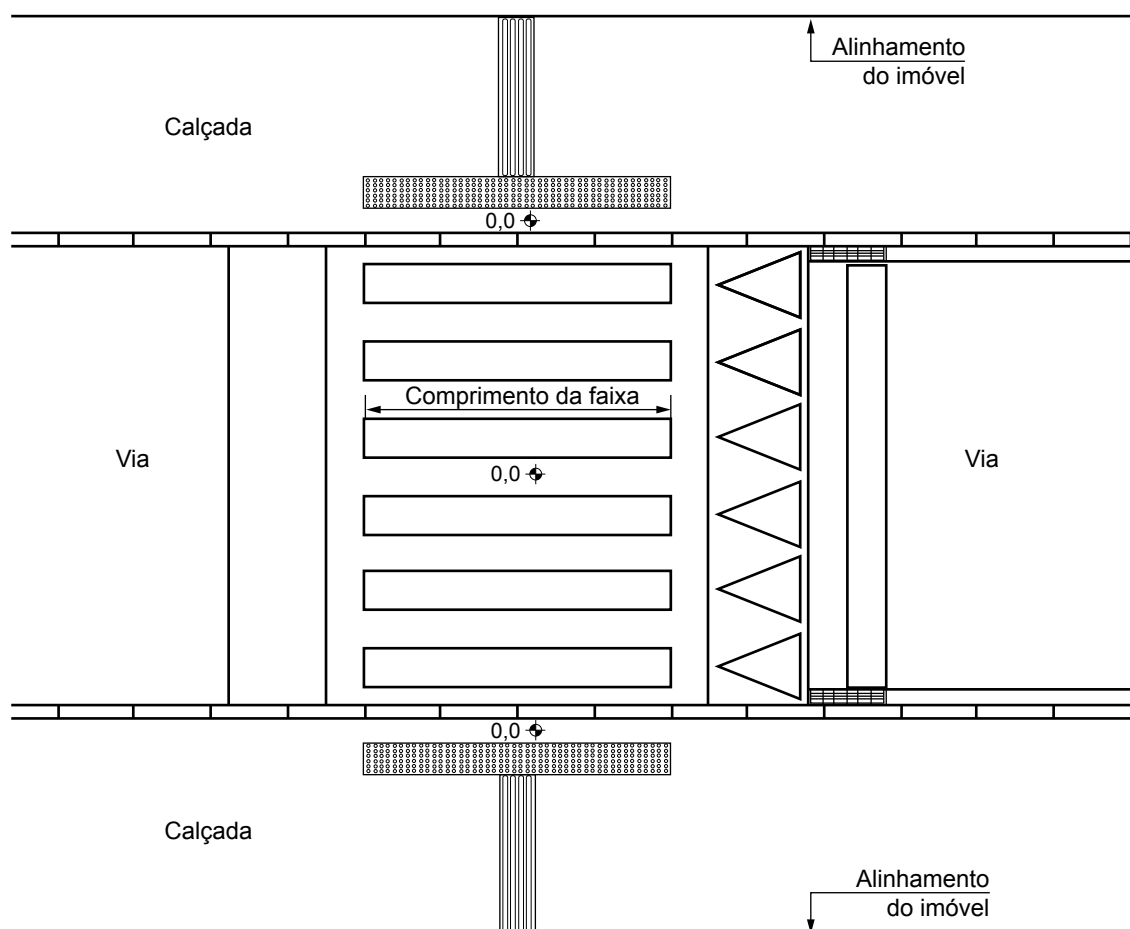 Alinhamento
do imóvel
Calçada
0,0
Comprimento da faixa
Via
Via
0,0
0,0
Calçada
Alinhamento
do imóvel